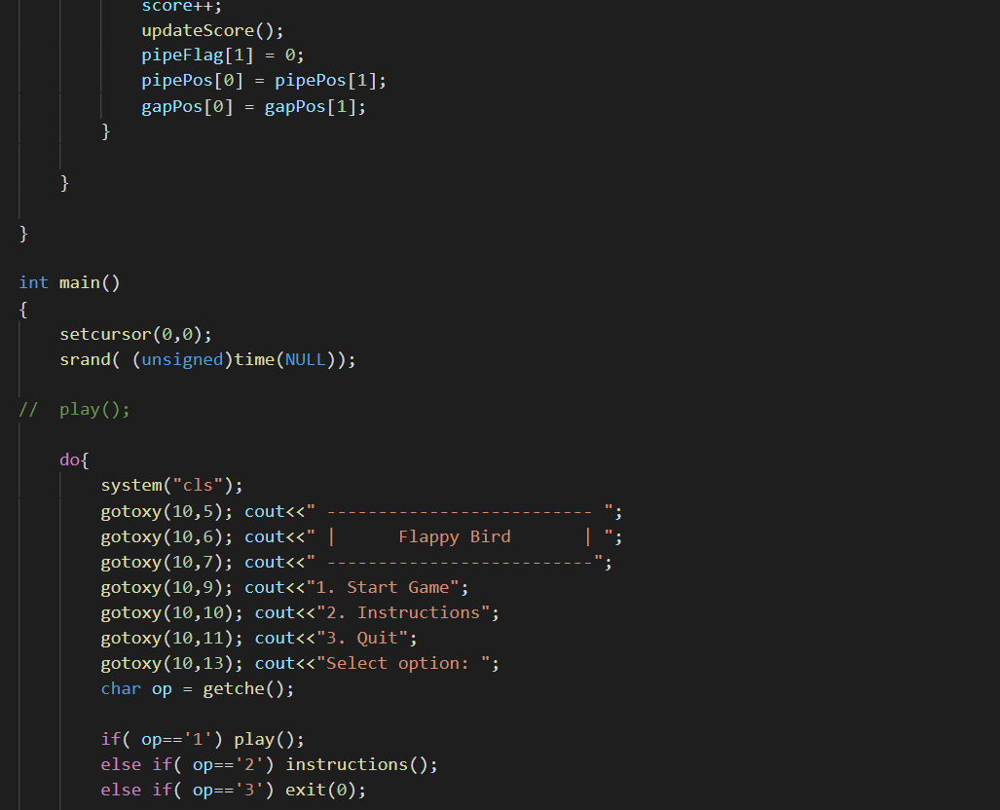 score++;
            updateScore();
            pipeFlag[1] = 0;
            pipePos[0] = pipePos[1];
            gapPos[0] = gapPos[1];
        }
    }
}
int main()
{
    setcursor(0,0);
    srand( (unsigned)time(NULL));
//  play();
    do{
        system("cls");
        gotoxy(10,5); cout<<" -------------------------- ";
        gotoxy(10,6); cout<<" |      Flappy Bird       | ";
        gotoxy(10,7); cout<<" --------------------------";
        gotoxy(10,9); cout<<"1. Start Game";
        gotoxy(10,10); cout<<"2. Instructions";
        gotoxy(10,11); cout<<"3. Quit";
        gotoxy(10,13); cout<<"Select option: ";
        char op = getche();
        if( op=='1') play();
        else if( op=='2') instructions();
        else if( op=='3') exit(0);